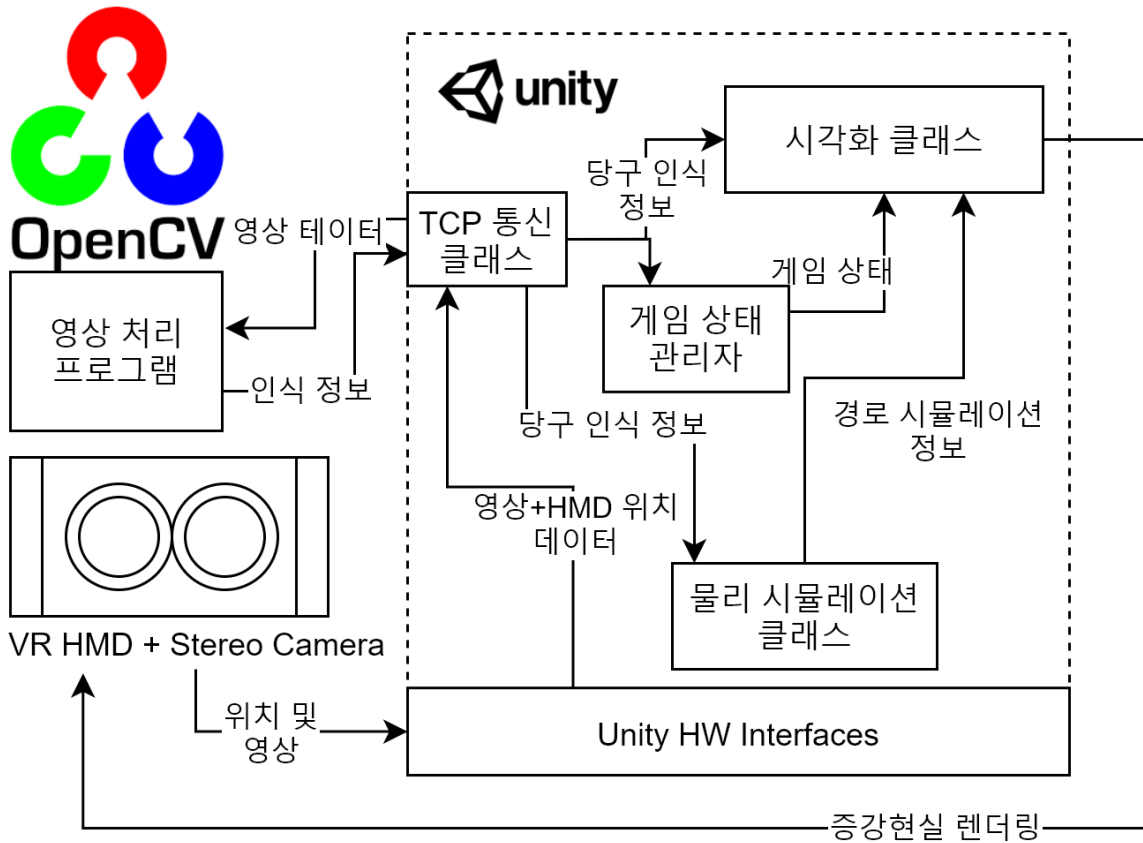 OpenCV
unity
시각화 클래스
당구 인식
정보
TCP 통신
클래스
영상 테이터
게임 상태
게임 상태
관리자
영상 처리
프로그램
인식 정보
당구 인식 정보
경로 시뮬레이션
정보
영상+HMD 위치
데이터
물리 시뮬레이션
클래스
VR HMD + Stereo Camera
위치 및
영상
Unity HW Interfaces
증강현실 렌더링